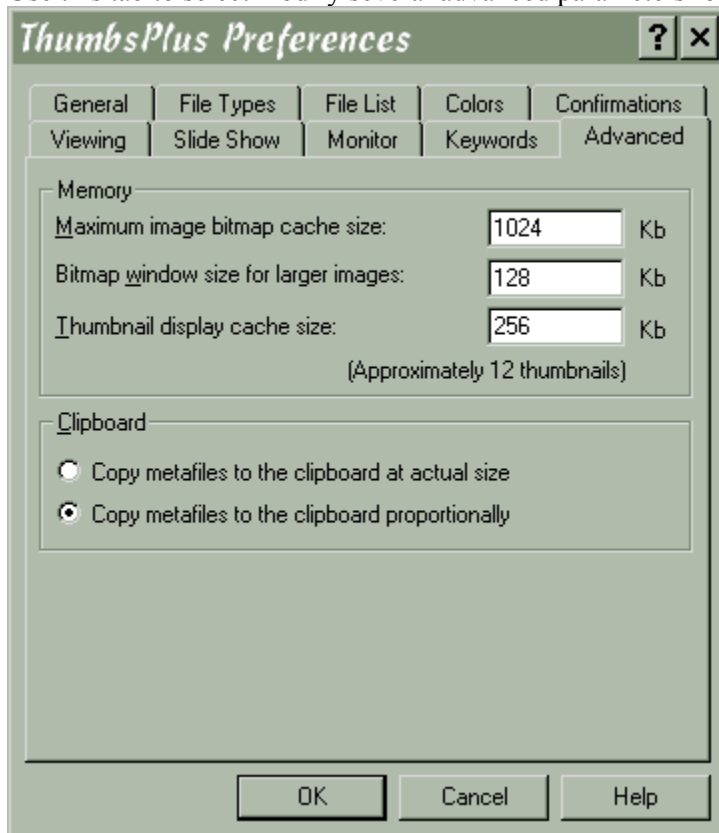 ThumbsPlus Preferences ? ×
General File Types File List Colors Confirmations
Viewing Slide Show Monitor Keywords Advanced
Memory
Maximum image bitmap cache size: 1024 Kb
Bitmap window size for larger images: 128 Kb
Thumbnail display cache size: 256 Kb
(Approximately 12 thumbnails)
Clipboard
Copy metafiles to the clipboard at actual size
Copy metafiles to the clipboard proportionally
OK Cancel Help